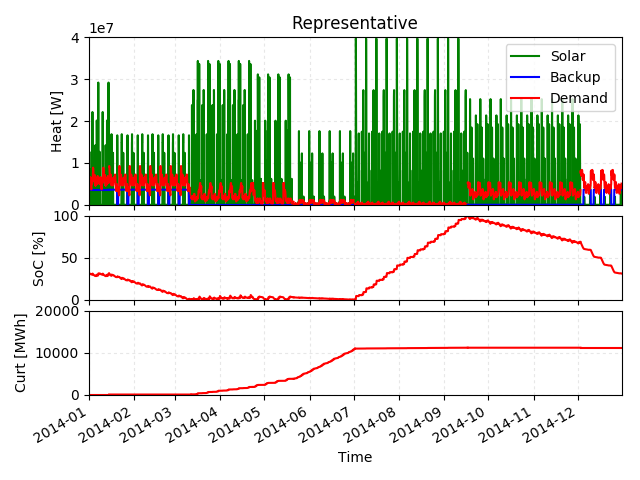 Representative
1e7
4
3
2
1
0
Heat [W]
Solar
Backup
Demand
100
50
0
SoC [%]
20000
10000
0
Curt [MWh]
2014-01
2014-02
2014-03
2014-04
2014-05
2014-06
2014-07
2014-08
2014-09
2014-10
2014-11
2014-12
Time